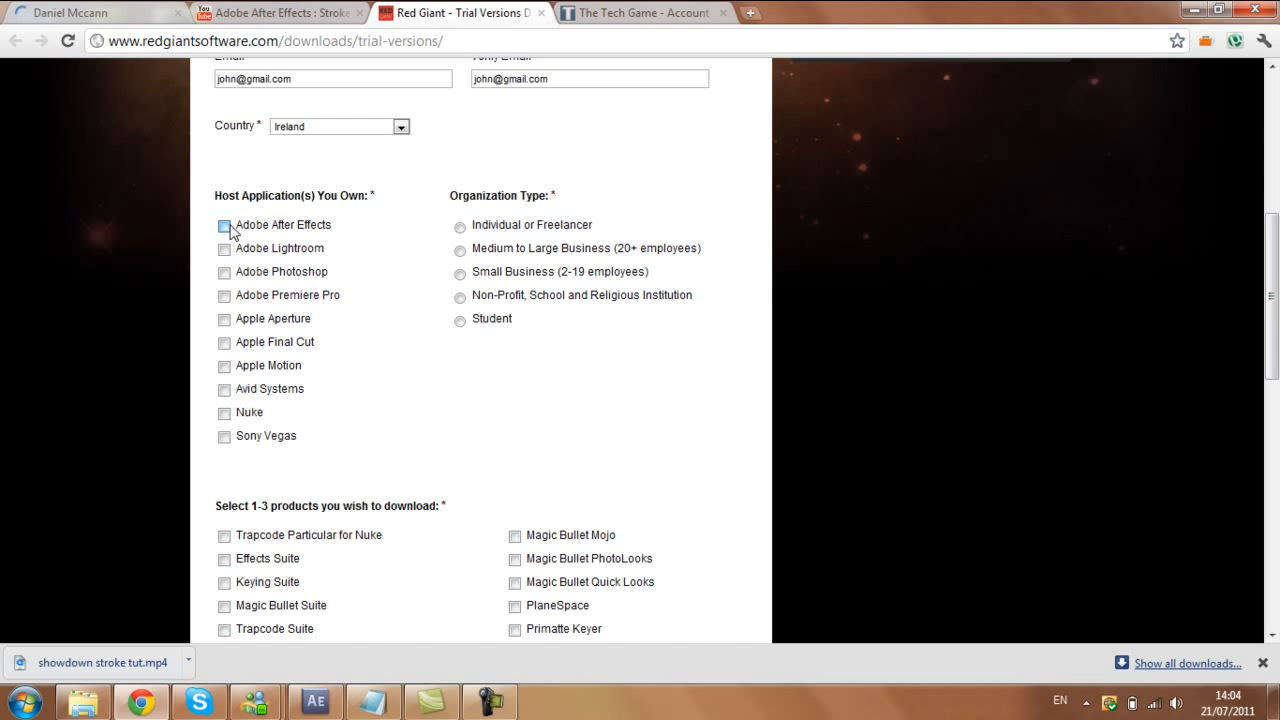 Daniel Mccann
Adobe After Effects : Stroke
Red Giant - Trial Versions D
The Tech Game - Account
www.redgiantsoftware.com/downloads/trial-versions/
john@gmail.com
john@gmail.com
Country *
Ireland
Host Application(s) You Own: *
Organization Type: *
Adobe After Effects
Individual or Freelancer
Adobe Lightroom
Medium to Large Business (20+ employees)
Adobe Photoshop
Small Business (2-19 employees)
Adobe Premiere Pro
Non-Profit, School and Religious Institution
Apple Aperture
Student
Apple Final Cut
Apple Motion
Avid Systems
Nuke
Sony Vegas
Select 1-3 products you wish to download: *
Trapcode Particular for Nuke
Magic Bullet Mojo
Effects Suite
Magic Bullet PhotoLooks
Keying Suite
Magic Bullet Quick Looks
Magic Bullet Suite
PlaneSpace
Trapcode Suite
Primatte Keyer
showdown stroke tut.mp4
Show all downloads...
EN
14:04
21/07/2011